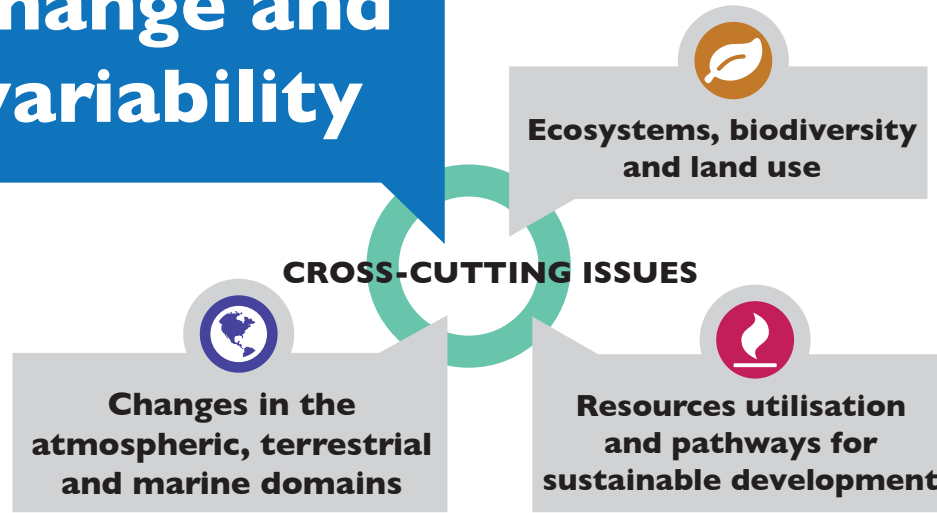 hange and
variability
Ecosystems, biodiversity
and land use
CROSS-CUTTING ISSUES
Changes in the
atmospheric, terrestrial
and marine domains
Resources utilisation
and pathways for
sustainable development